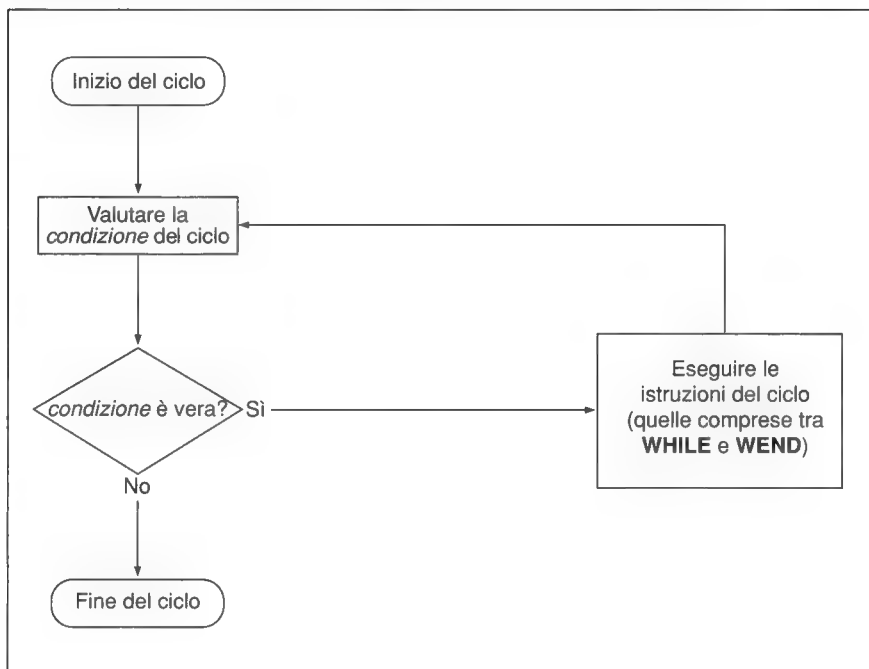 Inizio del ciclo
Valutare la
condizione del ciclo
condizione è vera?
Sì
Eseguire le
istruzioni del ciclo
(quelle comprese tra
WHILE e WEND)
No
Fine del ciclo